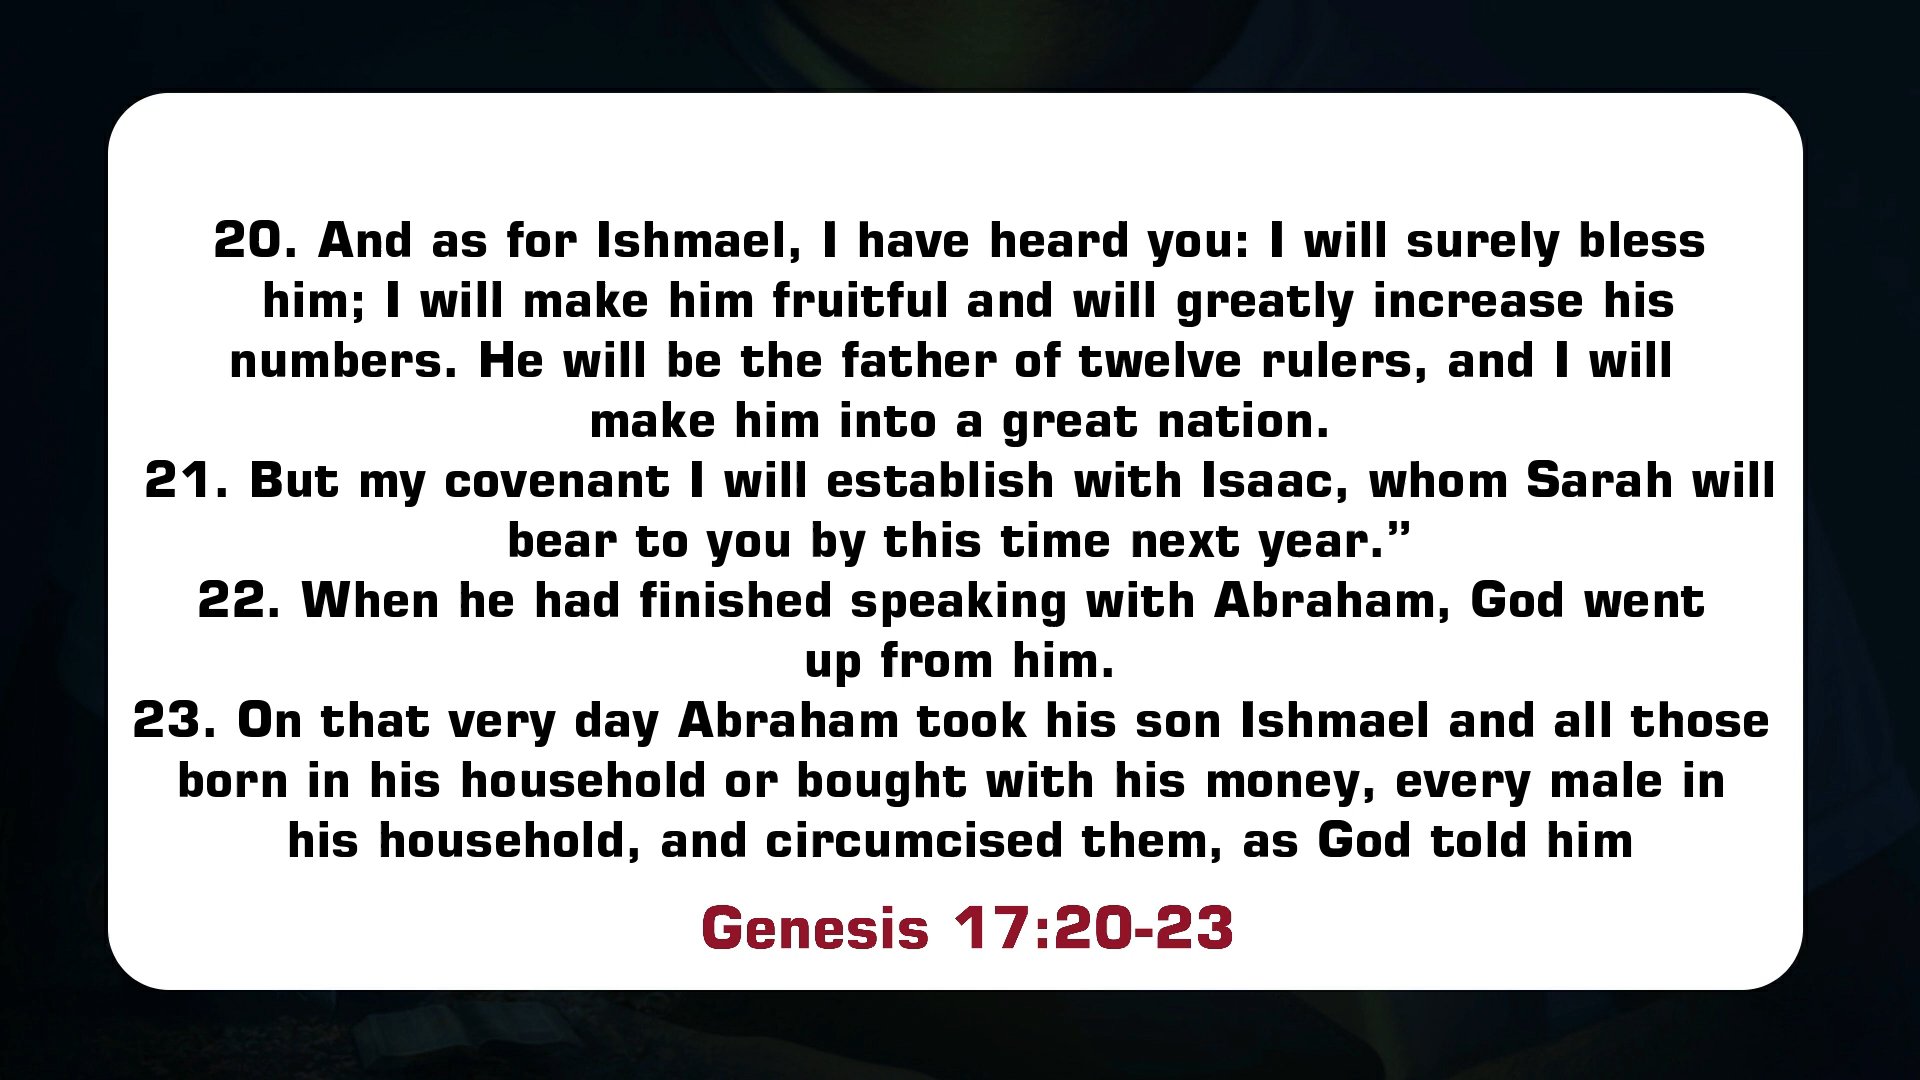 20. And as for Ishmael, I have heard you: I will surely bless
him; I will make him fruitful and will greatly increase his
numbers. He will be the father of twelve rulers, and I will
make him into a great nation.
21. But my covenant I will establish with Isaac, whom Sarah will
bear to you by this time next year.”
22. When he had finished speaking with Abraham, God went
up from him.
23. On that very day Abraham took his son Ishmael and all those
born in his household or bought with his money, every male in
his household, and circumcised them, as God told him
Genesis 17:20-23